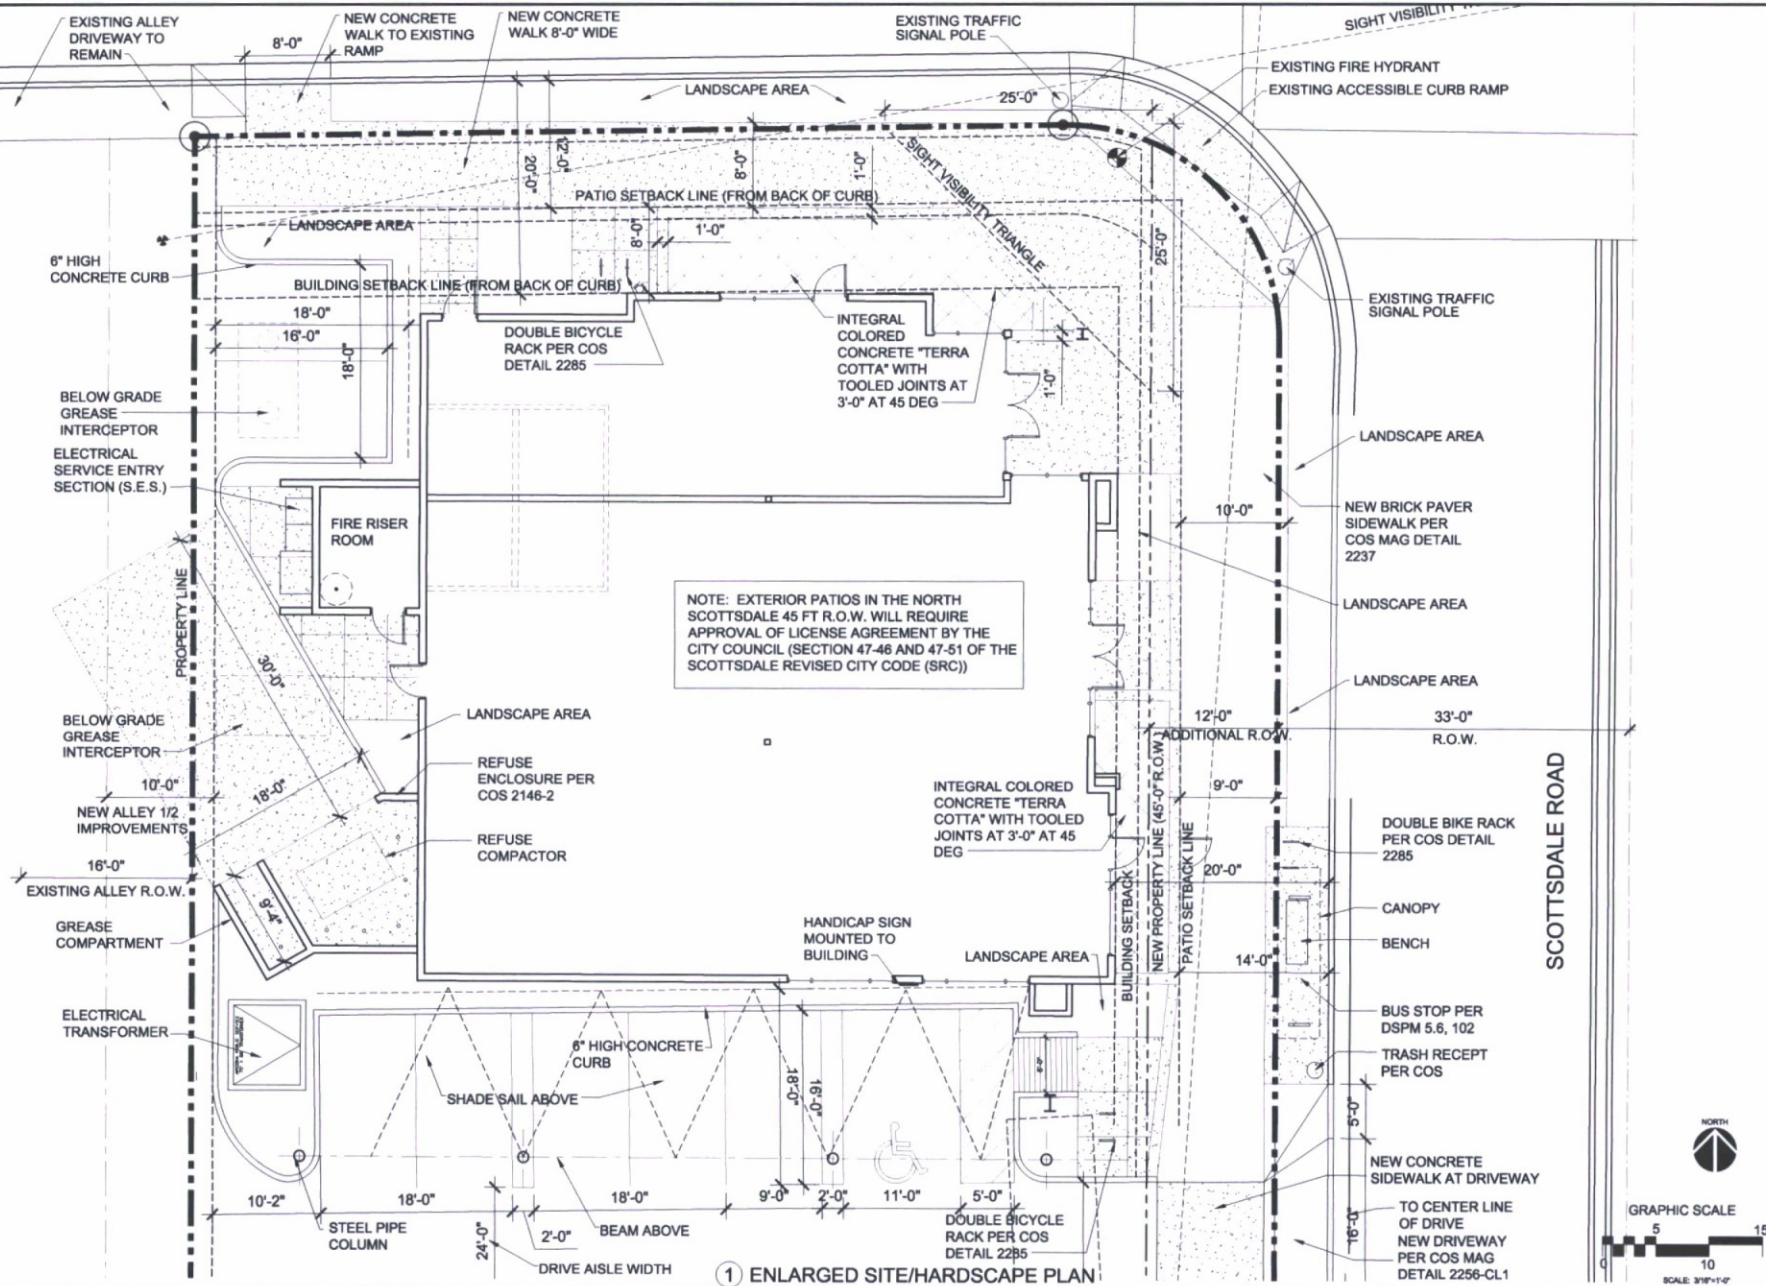 EXISTING ALLEY
DRIVEWAY TO
REMAIN
8'-0"
NEW CONCRETE
WALK TO EXISTING
RAMP
NEW CONCRETE
WALK 8'-0" WIDE
EXISTING TRAFFIC
SIGNAL POLE
SIGHT VISIBILITY
EXISTING FIRE HYDRANT
EXISTING ACCESSIBLE CURB RAMP
LANDSCAPE AREA
25'-0"
20'-0"
12'-0"
8'-0"
1'-0"
SIGHT VISIBILITY TRIANGLE
PATIO SETBACK LINE (FROM BACK OF CURB)
LANDSCAPE AREA
8'-0"
1'-0"
25'-0"
6" HIGH
CONCRETE CURB
BUILDING SETBACK LINE (FROM BACK OF CURB)
EXISTING TRAFFIC
SIGNAL POLE
18'-0"
16'-0"
18'-0"
DOUBLE BICYCLE
RACK PER COS
DETAIL 2285
INTEGRAL
COLORED
CONCRETE "TERRA
COTTA" WITH
TOOLED JOINTS AT
3'-0" AT 45 DEG
1'-0"
BELOW GRADE
GREASE
INTERCEPTOR
ELECTRICAL
SERVICE ENTRY
SECTION (S.E.S.)
LANDSCAPE AREA
FIRE RISER
ROOM
10'-0"
NEW BRICK PAVER
SIDEWALK PER
COS MAG DETAIL
2237
PROPERTY LINE
NOTE: EXTERIOR PATIOS IN THE NORTH
SCOTTSDALE 45 FT R.O.W. WILL REQUIRE
APPROVAL OF LICENSE AGREEMENT BY THE
CITY COUNCIL (SECTION 47-46 AND 47-51 OF THE
SCOTTSDALE REVISED CITY CODE (SRC))
LANDSCAPE AREA
30'-0"
LANDSCAPE AREA
BELOW GRADE
GREASE
INTERCEPTOR
LANDSCAPE AREA
12'-0"
ADDITIONAL R.O.W.
33'-0"
R.O.W.
REFUSE
ENCLOSURE PER
COS 2146-2
10'-0"
NEW ALLEY 1/2
IMPROVEMENTS
18'-0"
INTEGRAL COLORED
CONCRETE "TERRA
COTTA" WITH TOOLED
JOINTS AT 3'-0" AT 45
DEG
9'-0"
REFUSE
COMPACTOR
DOUBLE BIKE RACK
PER COS DETAIL
2285
16'-0"
EXISTING ALLEY R.O.W.
20'-0"
SCOTTSDALE ROAD
BUILDING SETBACK
NEW PROPERTY LINE (45'-0" R.O.W.)
PATIO SETBACK LINE
9'-4"
GREASE
COMPARTMENT
HANDICAP SIGN
MOUNTED TO
BUILDING
LANDSCAPE AREA
CANOPY
BENCH
14'-0"
ELECTRICAL
TRANSFORMER
BUS STOP PER
DSPM 5.6, 102
6" HIGH CONCRETE
CURB
TRASH RECEPT
PER COS
SHADE SAIL ABOVE
18'-0"
16'-0"
5'-0"
NORTH
NEW CONCRETE
SIDEWALK AT DRIVEWAY
10'-2"
18'-0"
18'-0"
9'-0"
2'-0"
11'-0"
5'-0"
STEEL PIPE
COLUMN
24'-0"
2'-0"
BEAM ABOVE
DRIVE AISLE WIDTH
DOUBLE BICYCLE
RACK PER COS
DETAIL 2285
16'-0"
TO CENTER LINE
OF DRIVE
NEW DRIVEWAY
PER COS MAG
DETAIL 2256-CL1
GRAPHIC SCALE
0 5 10 15
SCALE: 3/16"=1'-0"
1 ENLARGED SITE/HARDSCAPE PLAN